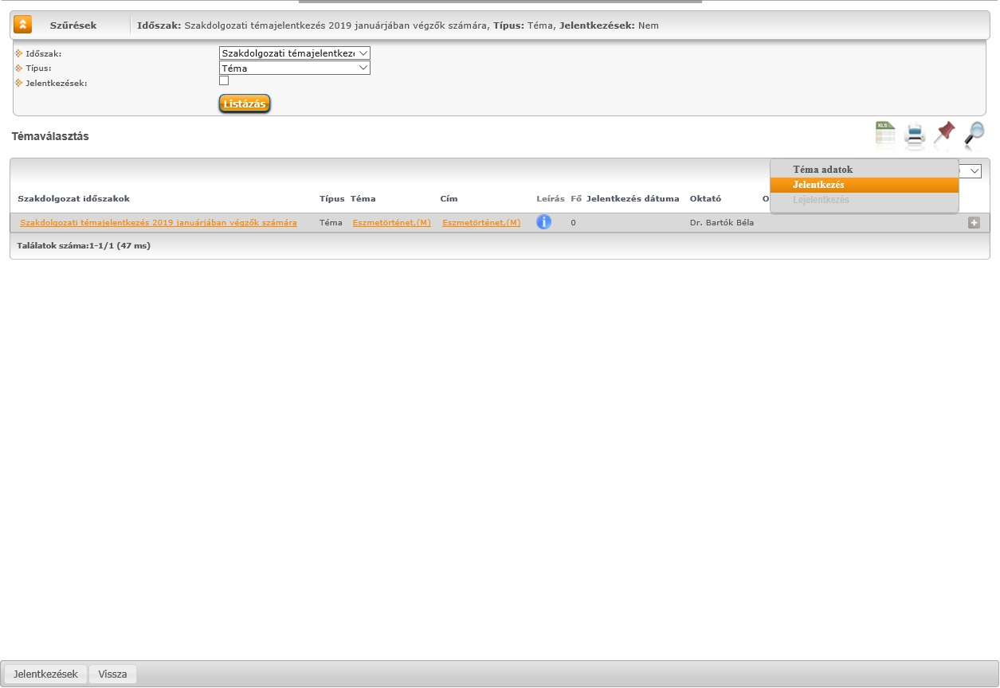 Szűrések Időszak: Szakdolgozati témajelentkezés 2019 januárjában végzők számára, Típus: Téma, Jelentkezések: Nem
Időszak: Szakdolgozati témajelentkez
Típus: Téma
Jelentkezések:
Listázás
Témaválasztás
XLS
Téma adatok
Jelentkezés
Lejelentkezés
Szakdolgozat időszakok Típus Téma Cím Leírás Fő Jelentkezés dátuma Oktató O
Szakdolgozati témajelentkezés 2019 januárjában végzők számára Téma Eszmetörténet,(M) Eszmetörténet,(M) i 0 Dr. Bartók Béla
Találatok száma:1-1/1 (47 ms)
Jelentkezések Vissza